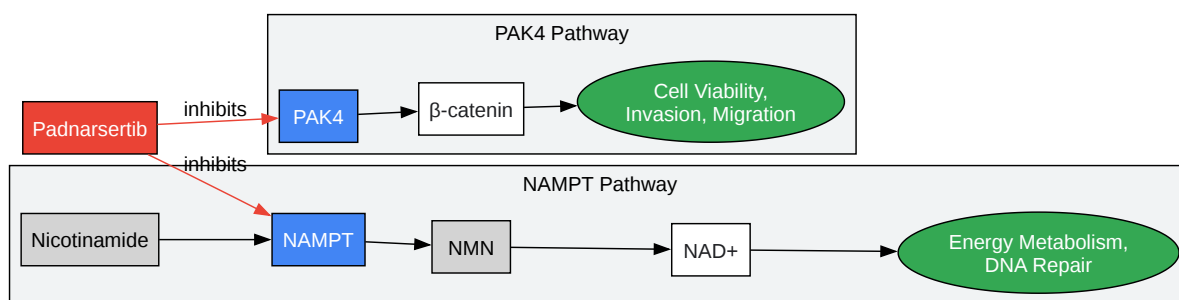 PAK4 Pathway
Padnarsertib
inhibits
PAK4
β-catenin
Cell Viability,
Invasion, Migration
inhibits
NAMPT Pathway
Nicotinamide
NAMPT
NMN
NAD+
Energy Metabolism,
DNA Repair